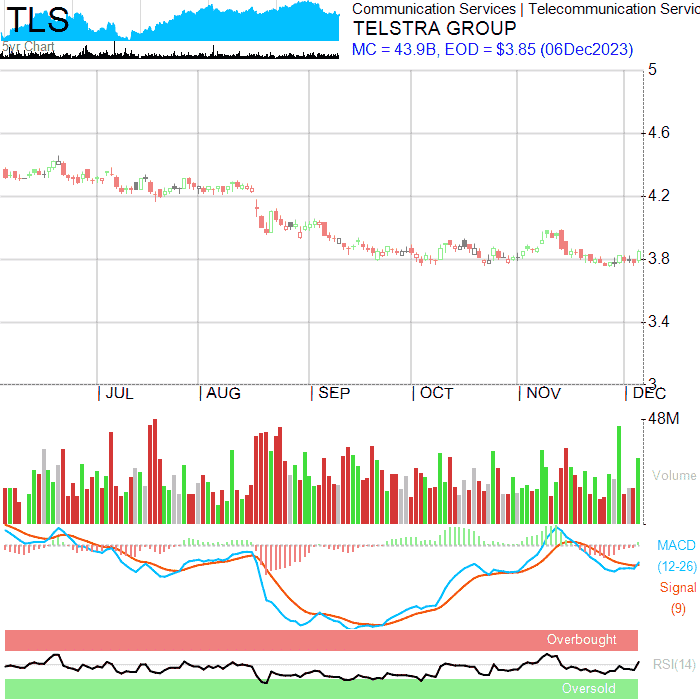 TLS
5yr Chart
Communication Services | Telecommunication Servic
TELSTRA GROUP
MC = 43.9B, EOD = $3.85 (06Dec2023)
5
4.6
4.2
3.8
3.4
3
JUL
AUG
SEP
OCT
NOV
DEC
48M
Volume
MACD
(12-26)
Signal
(9)
Overbought
RSI(14)
Oversold